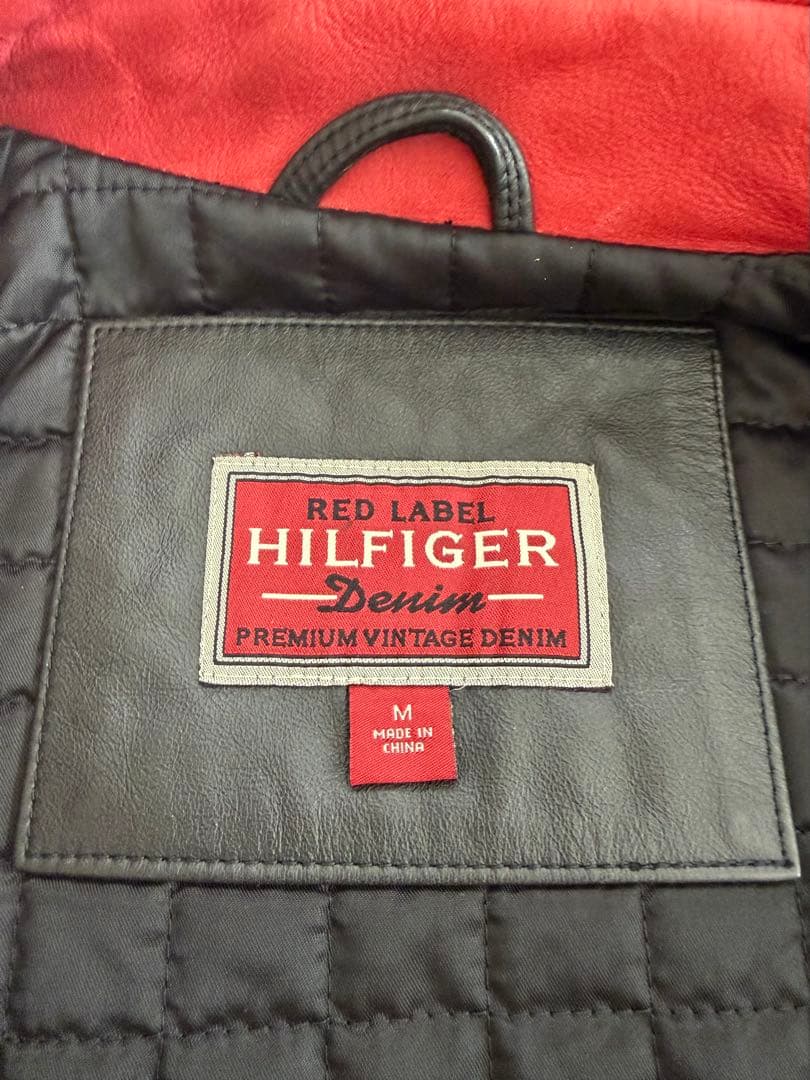 RED LABEL
HILFIGER
Denim
PREMIUM VINTAGE DENIM
M
MADE IN
CHINA